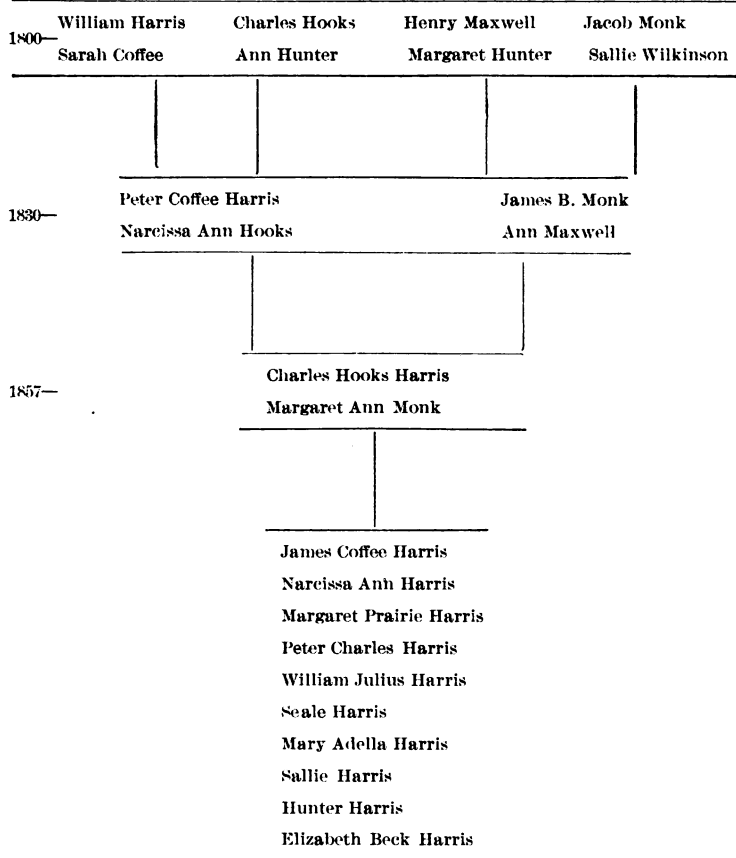 William Harris Charles Hooks Henry Maxwell Jacob Monk
1800—
Sarah Coffee Ann Hunter Margaret Hunter Sallie Wilkinson
Peter Coffee Harris James B. Monk
1830—
Narcissa Ann Hooks Ann Maxwell
Charles Hooks Harris
1857—
Margaret Ann Monk
James Coffee Harris
Narcissa Ann Harris
Margaret Prairie Harris
Peter Charles Harris
William Julius Harris
Seale Harris
Mary Adella Harris
Sallie Harris
Hunter Harris
Elizabeth Beck Harris